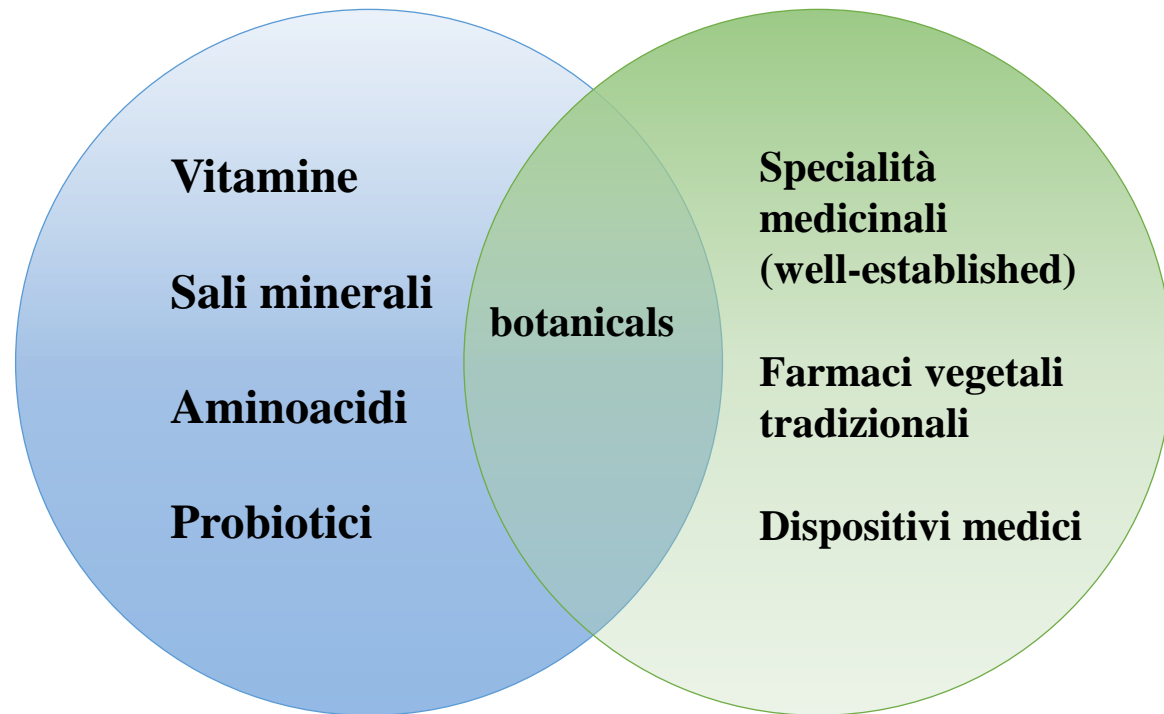 Vitamine
Sali minerali
Aminoacidi
Probiotici
botanicals
Specialità
medicinali
(well-established)
Farmaci vegetali
tradizionali
Dispositivi medici